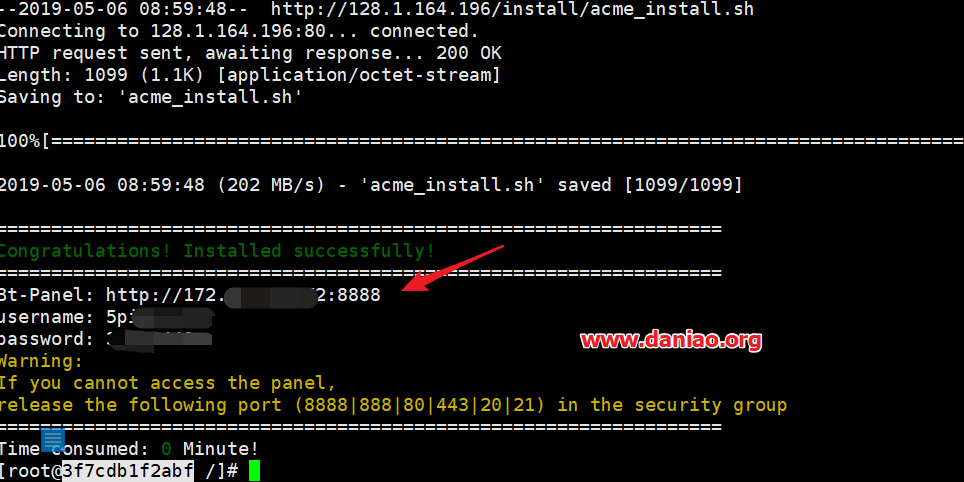 --2019-05-06 08:59:48-- http://128.1.164.196/install/acme_install.sh
Connecting to 128.1.164.196:80... connected.
HTTP request sent, awaiting response... 200 OK
Length: 1099 (1.1K) [application/octet-stream]
Saving to: 'acme_install.sh'
100%[===================================================================================
2019-05-06 08:59:48 (202 MB/s) - 'acme_install.sh' saved [1099/1099]
==================================================================
Congratulations! Installed successfully!
==================================================================
Bt-Panel: http://172. 2:8888
username: 5pi
password:
www.daniao.org
Warning:
If you cannot access the panel,
release the following port (8888|888|80|443|20|21) in the security group
==================================================================
Time consumed: 0 Minute!
[root@3f7cdb1f2abf /]#